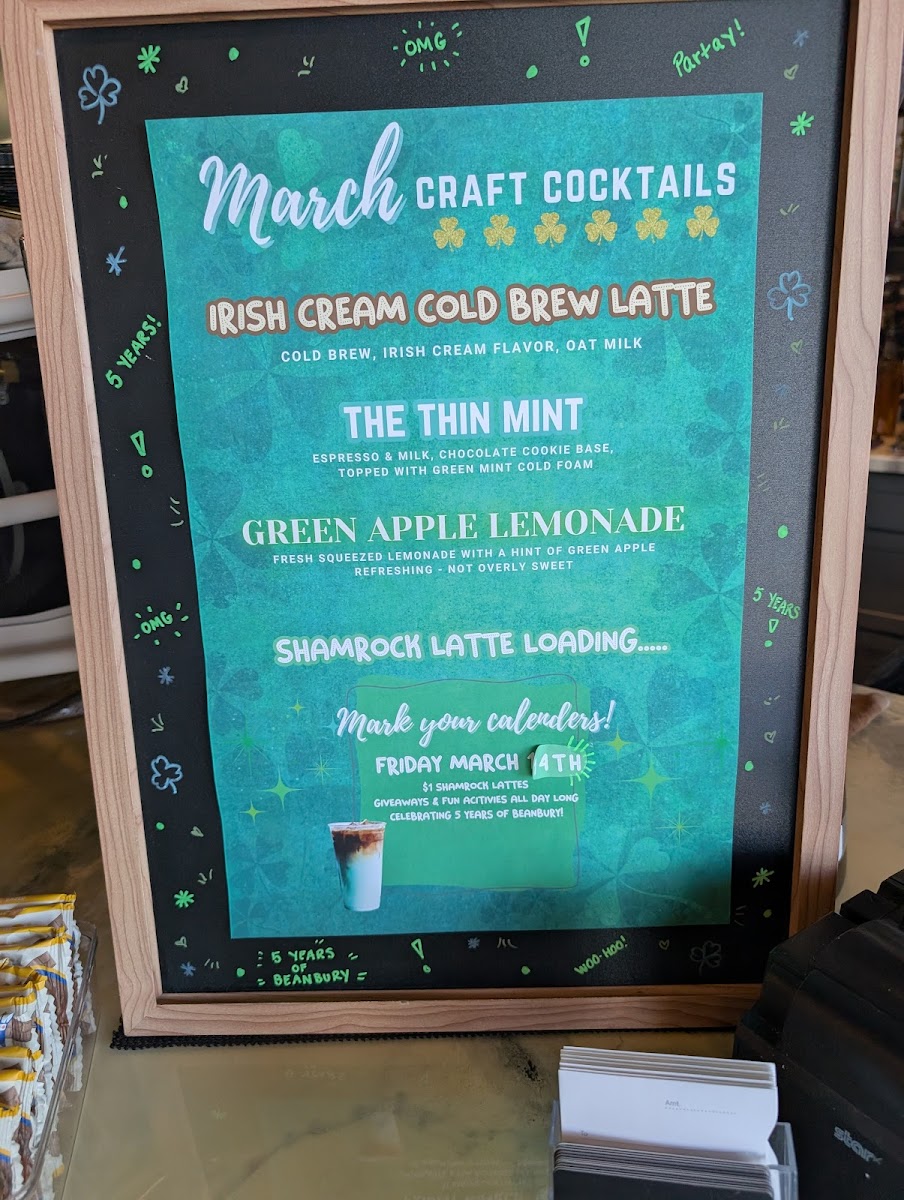 OMG
!
Partay!
March CRAFT COCKTAILS
IRISH CREAM COLD BREW LATTE
COLD BREW, IRISH CREAM FLAVOR, OAT MILK
5 YEARS!
THE THIN MINT
ESPRESSO & MILK, CHOCOLATE COOKIE BASE,
TOPPED WITH GREEN MINT COLD FOAM
!
GREEN APPLE LEMONADE
FRESH SQUEEZED LEMONADE WITH A HINT OF GREEN APPLE
REFRESHING - NOT OVERLY SWEET
OMG
5 YEARS
!
SHAMROCK LATTE LOADING.....
Mark your calenders!
FRIDAY MARCH 14TH
$1 SHAMROCK LATTES
GIVEAWAYS & FUN ACITIVIES ALL DAY LONG
CELEBRATING 5 YEARS OF BEANBURY!
5 YEARS
OF
BEANBURY
!
WOO-HOO!
star